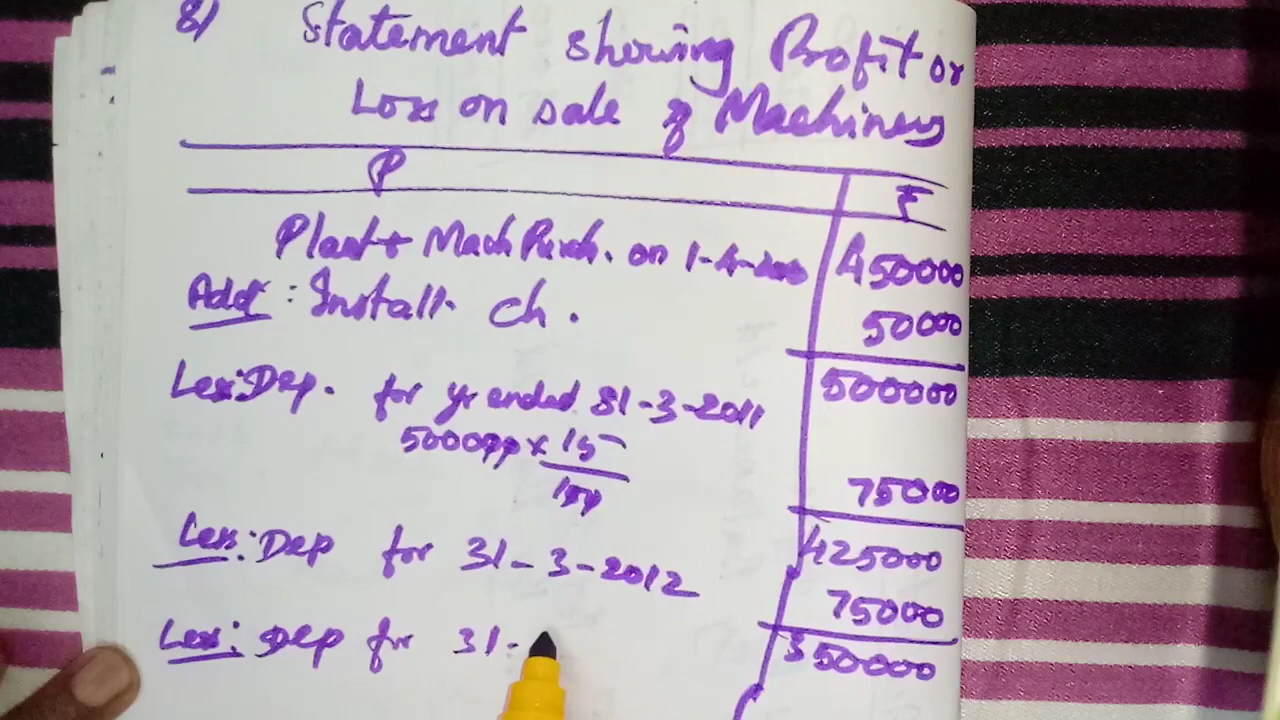 8) Statement showing Profit or
Loss on sale of Machinery
P ₹
Plant + Mach Purch. on 1-4-2010 450000
Add: Install. ch. 50000
500000
Less: Dep. for yr ended 31-3-2011
500000 x 15
100
75000
425000
Less: Dep for 31-3-2012
75000
350000
Less: Dep for 31-